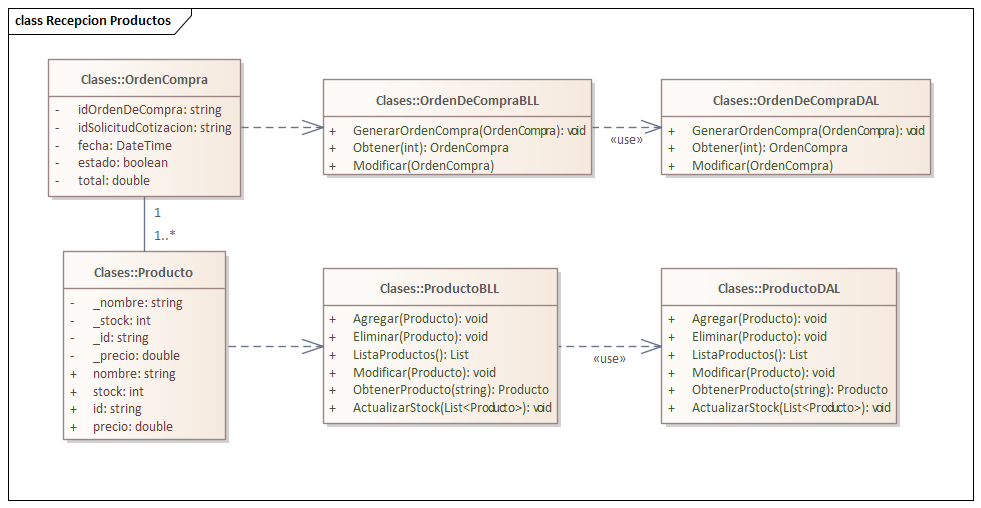 class Recepcion Productos
Clases::OrdenCompra
- idOrdenDeCompra: string
- idSolicitudCotizacion: string
- fecha: DateTime
- estado: boolean
- total: double
Clases::OrdenDeCompraBLL
+ GenerarOrdenCompra(OrdenCompra): void
+ Obtener(int): OrdenCompra
+ Modificar(OrdenCompra)
«use»
Clases::OrdenDeCompraDAL
+ GenerarOrdenCompra(OrdenCompra): void
+ Obtener(int): OrdenCompra
+ Modificar(OrdenCompra)
1
1..*
Clases::Producto
- _nombre: string
- _stock: int
- _id: string
- _precio: double
+ nombre: string
+ stock: int
+ id: string
+ precio: double
Clases::ProductoBLL
+ Agregar(Producto): void
+ Eliminar(Producto): void
+ ListaProductos(): List
+ Modificar(Producto): void
+ ObtenerProducto(string): Producto
+ ActualizarStock(List<Producto>): void
«use»
Clases::ProductoDAL
+ Agregar(Producto): void
+ Eliminar(Producto): void
+ ListaProductos(): List
+ Modificar(Producto): void
+ ObtenerProducto(string): Producto
+ ActualizarStock(List<Producto>): void